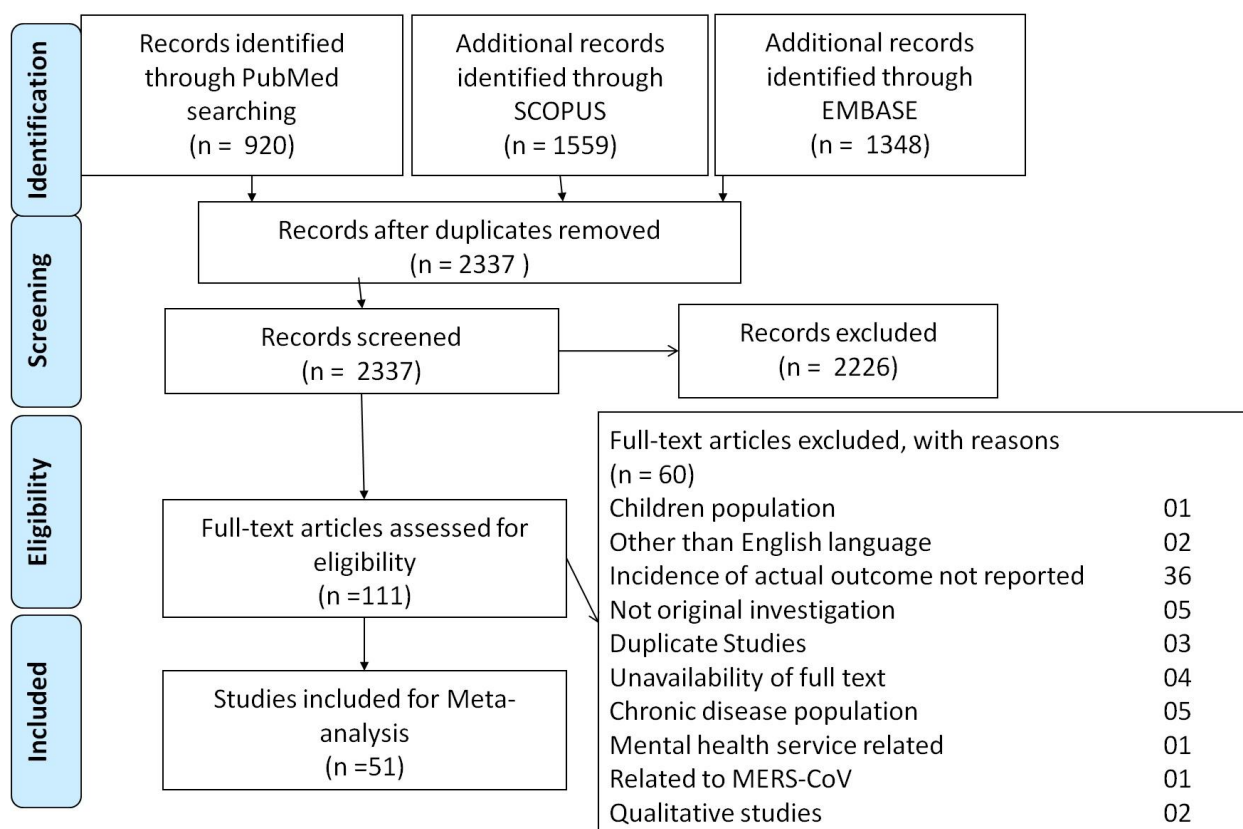 Identification
Records identified
through PubMed
searching
(n = 920)
Additional records
identified through
SCOPUS
(n = 1559)
Additional records
identified through
EMBASE
(n = 1348)
Screening
Records after duplicates removed
(n = 2337 )
Records screened
(n = 2337)
Records excluded
(n = 2226)
Eligibility
Full-text articles assessed for
eligibility
(n =111)
Full-text articles excluded, with reasons
(n = 60)
Children population 01
Other than English language 02
Incidence of actual outcome not reported 36
Not original investigation 05
Duplicate Studies 03
Unavailability of full text 04
Chronic disease population 05
Mental health service related 01
Related to MERS-CoV 01
Qualitative studies 02
Included
Studies included for Meta-
analysis
(n =51)